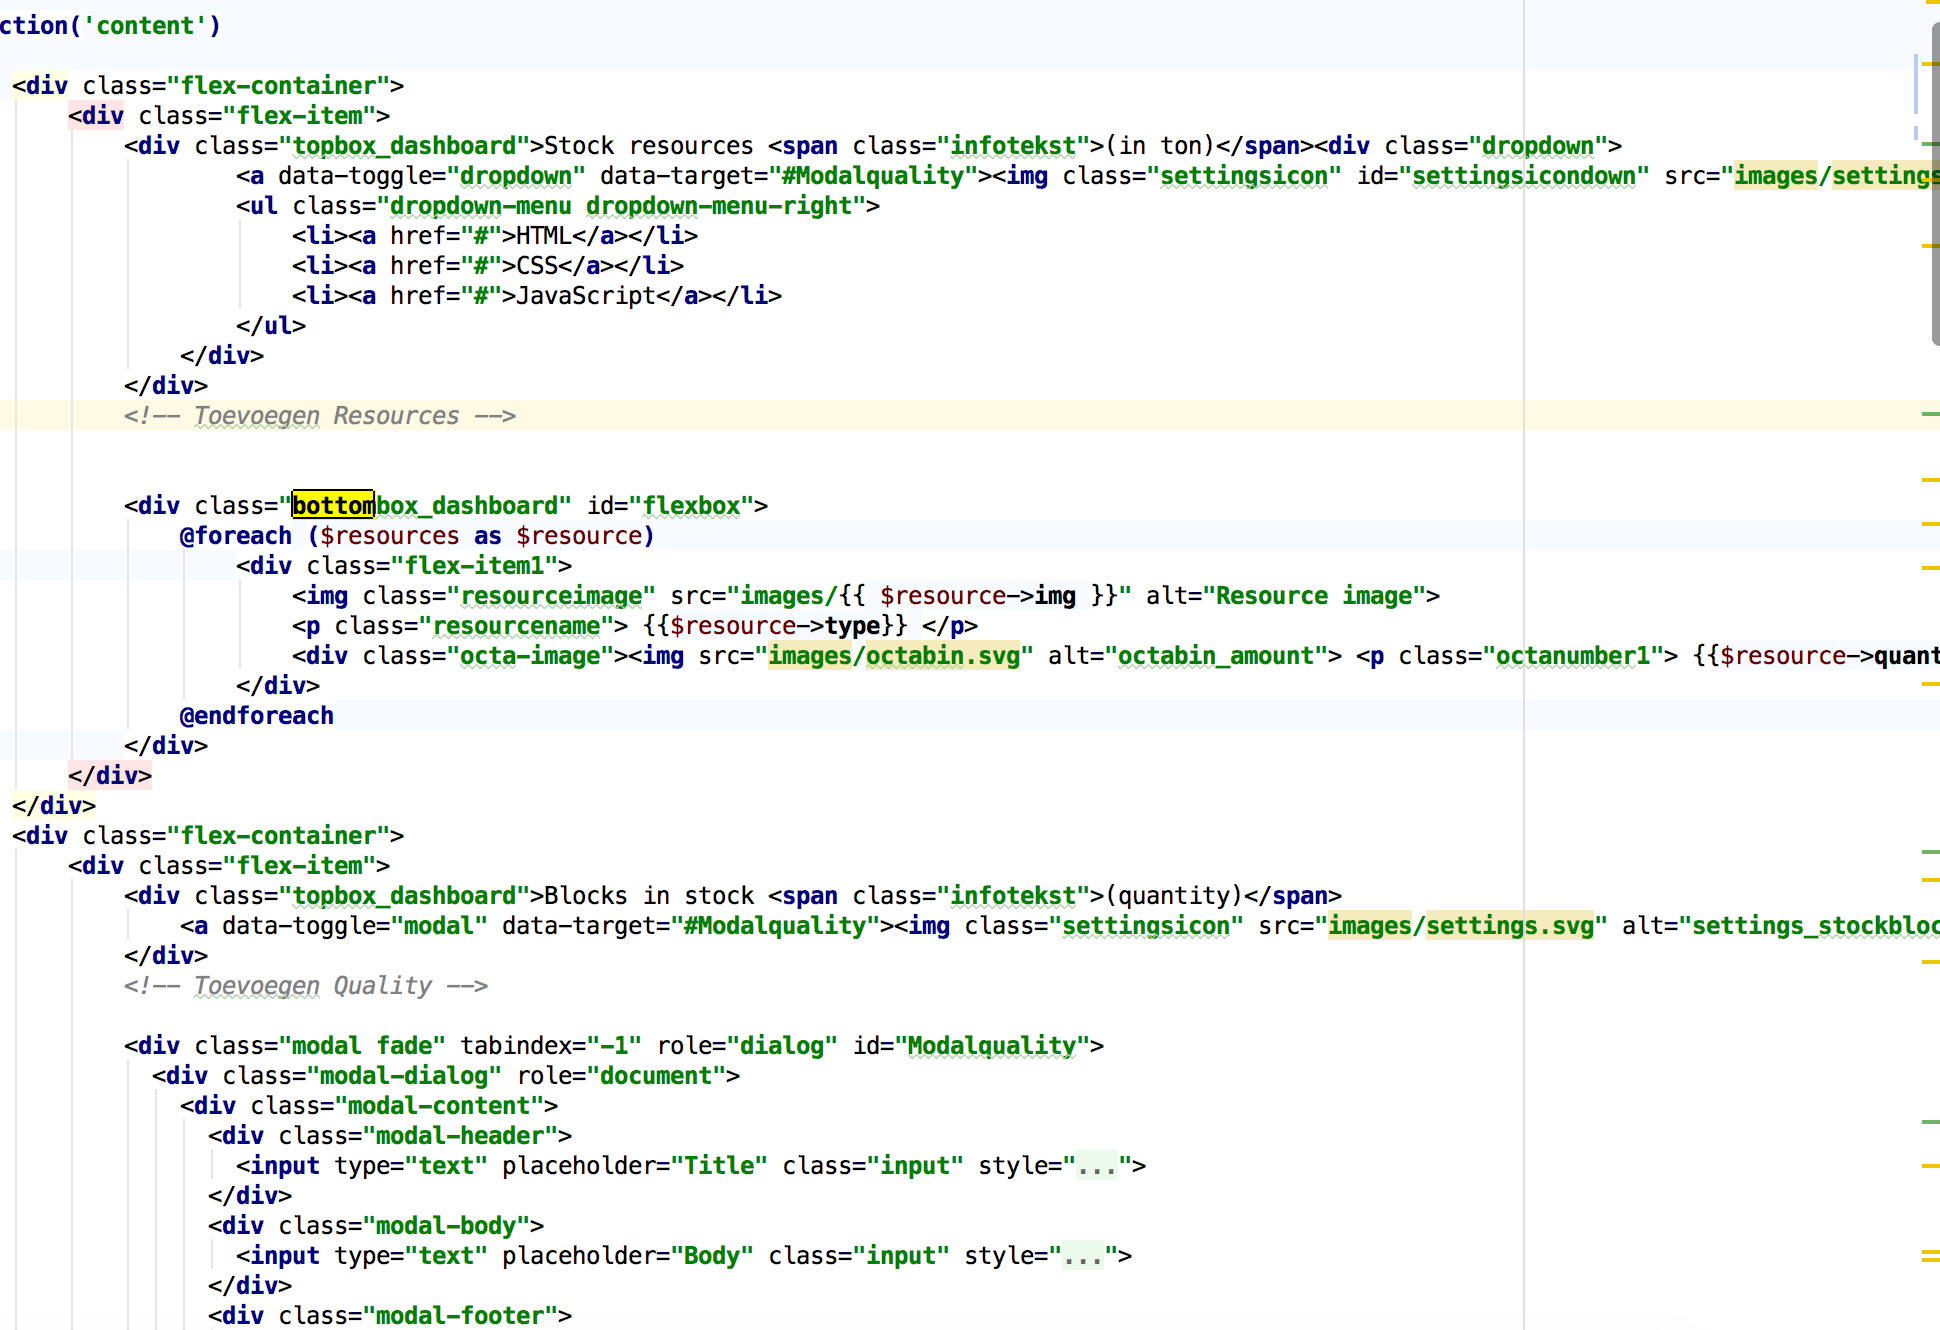 ction('content')
<div class="flex-container">
<div class="flex-item">
<div class="topbox_dashboard">Stock resources <span class="infotekst">(in ton)</span><div class="dropdown">
<a data-toggle="dropdown" data-target="#Modalquality"><img class="settingsicon" id="settingsicondown" src="images/settings
<ul class="dropdown-menu dropdown-menu-right">
<li><a href="#">HTML</a></li>
<li><a href="#">CSS</a></li>
<li><a href="#">JavaScript</a></li>
</ul>
</div>
</div>
<!-- Toevoegen Resources -->
<div class="bottombox_dashboard" id="flexbox">
@foreach ($resources as $resource)
<div class="flex-item1">
<img class="resourceimage" src="images/{{ $resource->img }}" alt="Resource image">
<p class="resourcename"> {{$resource->type}} </p>
<div class="octa-image"><img src="images/octabin.svg" alt="octabin_amount"> <p class="octanumber1"> {{$resource->quant
</div>
@endforeach
</div>
</div>
</div>
<div class="flex-container">
<div class="flex-item">
<div class="topbox_dashboard">Blocks in stock <span class="infotekst">(quantity)</span>
<a data-toggle="modal" data-target="#Modalquality"><img class="settingsicon" src="images/settings.svg" alt="settings_stockbloc
</div>
<!-- Toevoegen Quality -->
<div class="modal fade" tabindex="-1" role="dialog" id="Modalquality">
<div class="modal-dialog" role="document">
<div class="modal-content">
<div class="modal-header">
<input type="text" placeholder="Title" class="input" style="...">
</div>
<div class="modal-body">
<input type="text" placeholder="Body" class="input" style="...">
</div>
<div class="modal-footer">